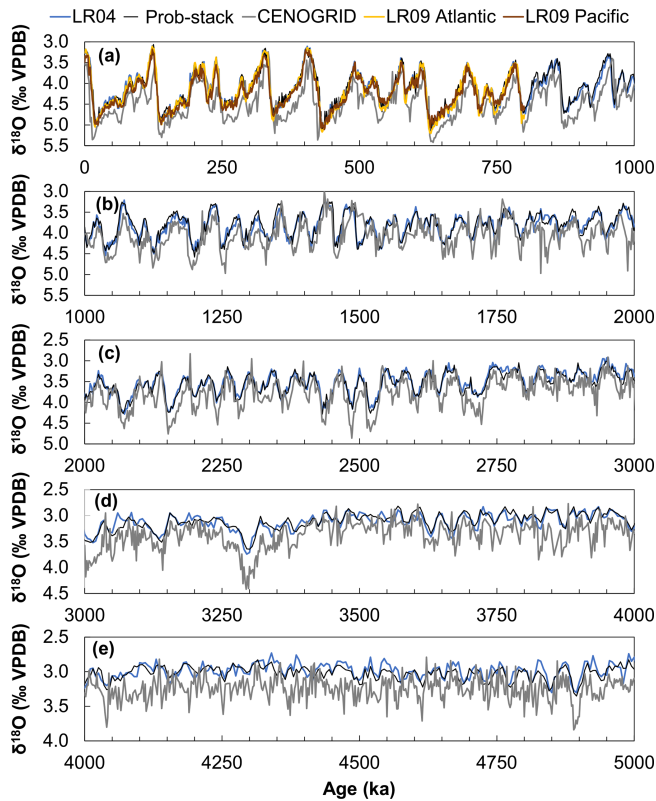 LR04 Prob-stack CENOGRID LR09 Atlantic LR09 Pacific
(a)
δ¹⁸O (‰ VPDB)
3.0
3.5
4.0
4.5
5.0
5.5
0 250 500 750 1000
(b)
δ¹⁸O (‰ VPDB)
3.0
3.5
4.0
4.5
5.0
5.5
1000 1250 1500 1750 2000
(c)
δ¹⁸O (‰ VPDB)
2.5
3.0
3.5
4.0
4.5
5.0
2000 2250 2500 2750 3000
(d)
δ¹⁸O (‰ VPDB)
2.5
3.0
3.5
4.0
4.5
3000 3250 3500 3750 4000
(e)
δ¹⁸O (‰ VPDB)
2.5
3.0
3.5
4.0
4000 4250 4500 4750 5000
Age (ka)